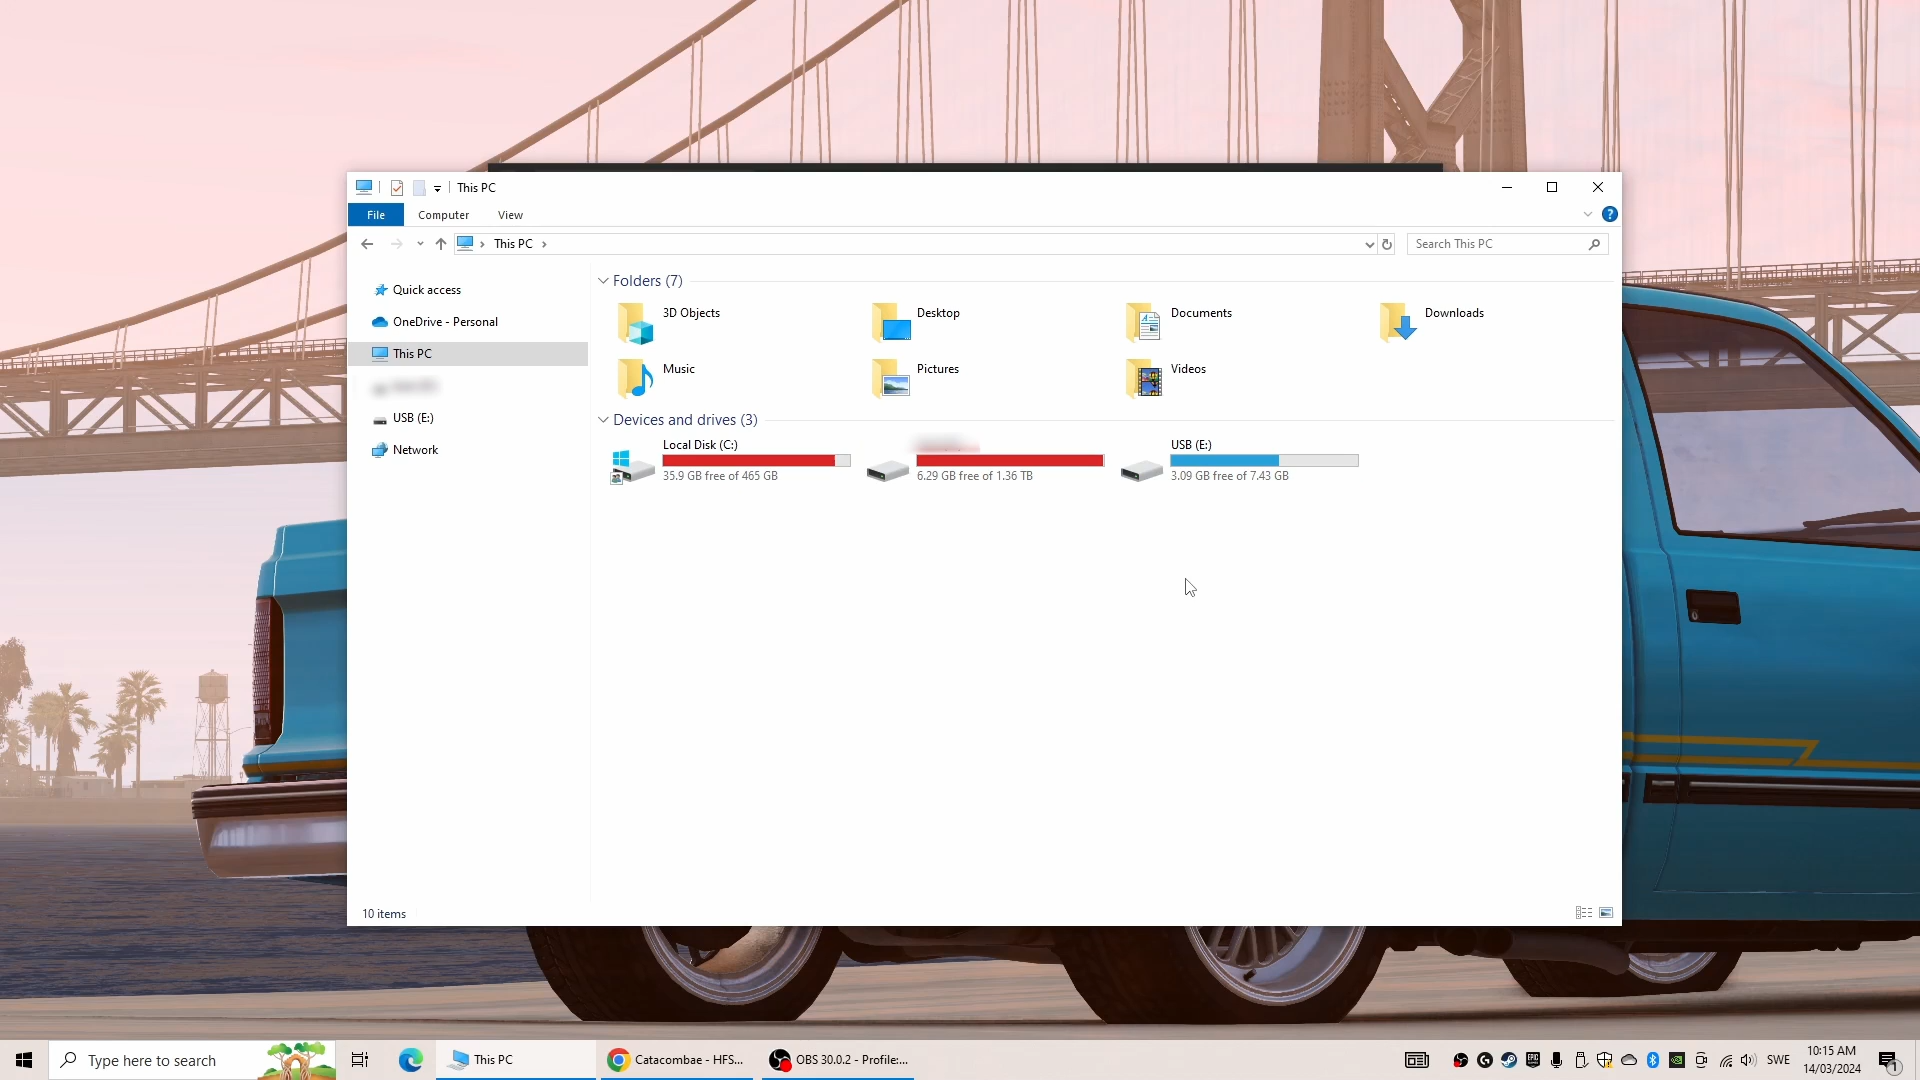 This PC
File
Computer
View
This PC
Search This PC
Quick access
OneDrive - Personal
This PC
USB (E:)
Network
Folders (7)
3D Objects
Desktop
Documents
Downloads
Music
Pictures
Videos
Devices and drives (3)
Local Disk (C:)
35.9 GB free of 465 GB
6.29 GB free of 1.36 TB
USB (E:)
3.09 GB free of 7.43 GB
10 items
Type here to search
This PC
Catacombae - HFS...
OBS 30.0.2 - Profile:...
SWE
10:15 AM
14/03/2024
1